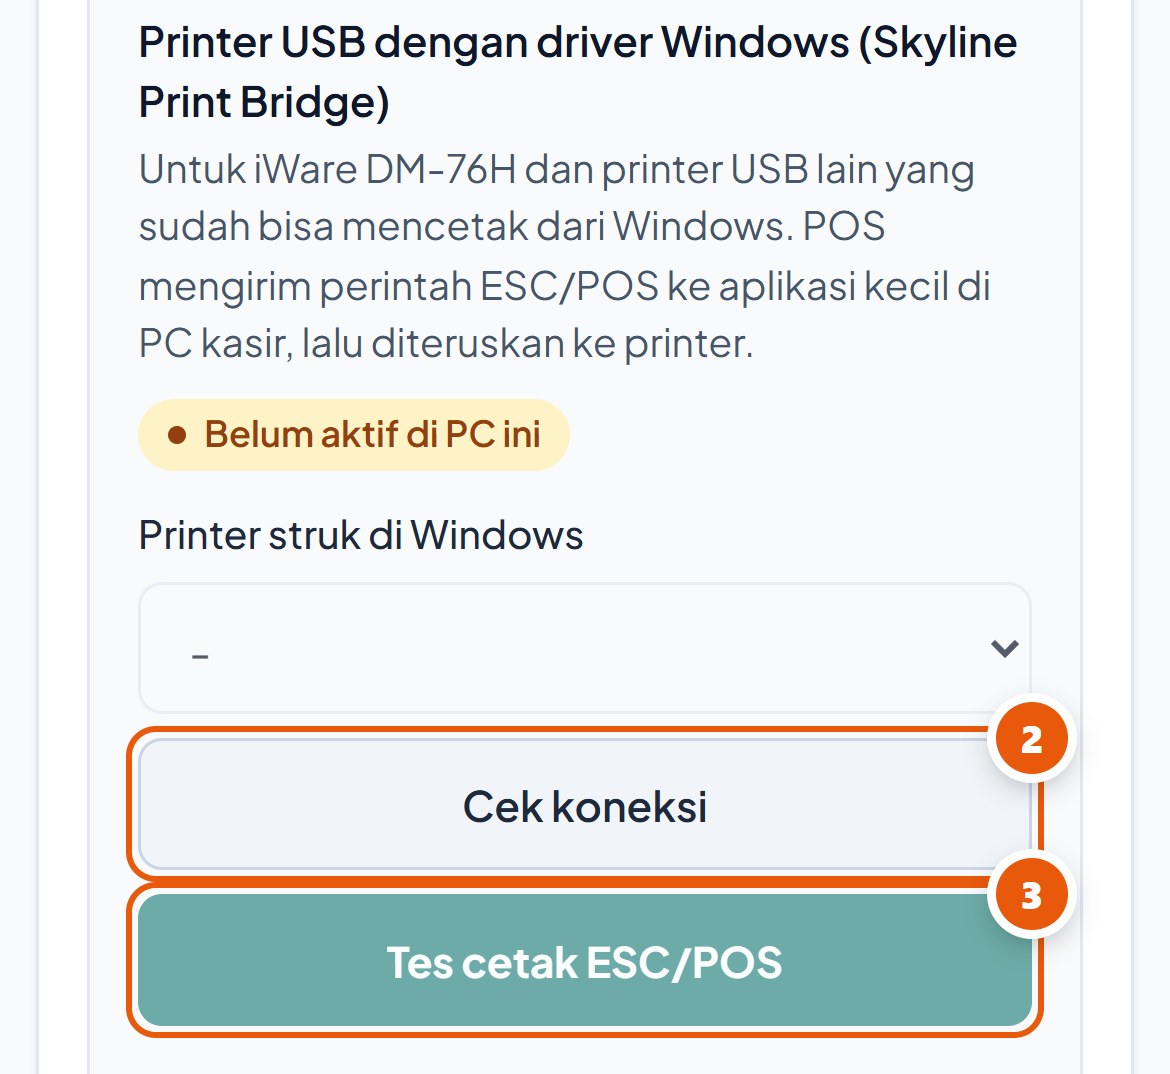 Printer USB dengan driver Windows (Skyline
Print Bridge)
Untuk iWare DM-76H dan printer USB lain yang
sudah bisa mencetak dari Windows. POS
mengirim perintah ESC/POS ke aplikasi kecil di
PC kasir, lalu diteruskan ke printer.
Belum aktif di PC ini
Printer struk di Windows
–
2
Cek koneksi
3
Tes cetak ESC/POS